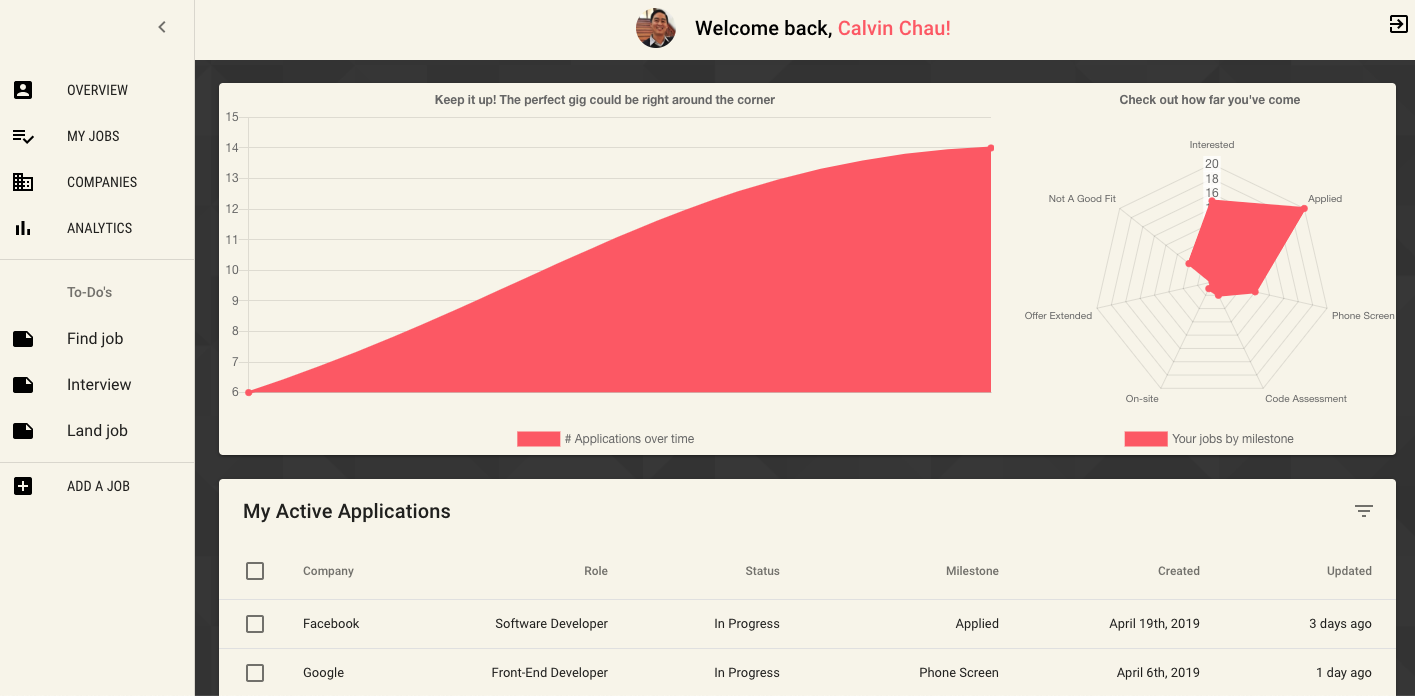 Welcome back, Calvin Chau!
OVERVIEW
MY JOBS
COMPANIES
ANALYTICS
To-Do's
Find job
Interview
Land job
ADD A JOB
Keep it up! The perfect gig could be right around the corner
15
14
13
12
11
10
9
8
7
6
# Applications over time
Check out how far you've come
Interested
20
18
16
Not A Good Fit
Applied
Offer Extended
Phone Screen
On-site
Code Assessment
Your jobs by milestone
My Active Applications
Company Role Status Milestone Created Updated
Facebook Software Developer In Progress Applied April 19th, 2019 3 days ago
Google Front-End Developer In Progress Phone Screen April 6th, 2019 1 day ago